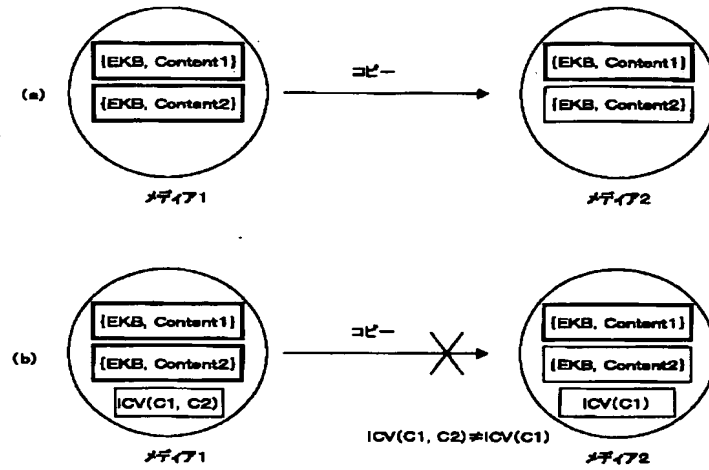 (a)
{EKB, Content1}
{EKB, Content2}
メディア1
コピー
{EKB, Content1}
{EKB, Content2}
メディア2
(b)
{EKB, Content1}
{EKB, Content2}
ICV(C1, C2)
メディア1
コピー
ICV(C1, C2)≠ICV(C1)
{EKB, Content1}
{EKB, Content2}
ICV(C1)
メディア2